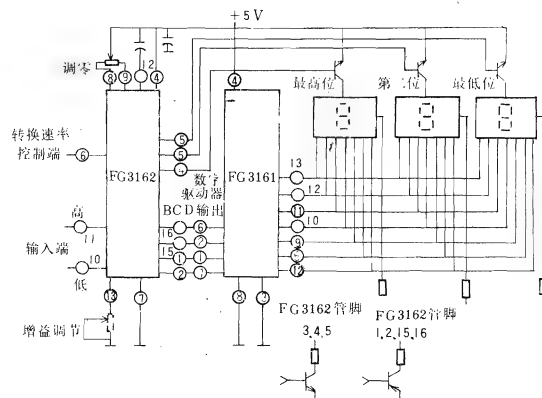 +5V
12
调零
⑧ ⑨ ④ ④
最高位 第二位 最低位
转换速率
控制端 ⑥
⑤
⑤
FG3162
数字
驱动器
FG3161
13
12
⑪
高
11
16
BCD输出
⑥
10
②
⑨
输入端
15
①
①
10
低
②
⑦
⑫
⑬ ⑦ ⑧
增益调节
FG3162管脚
3,4,5
FG3162管脚
1,2,15,16